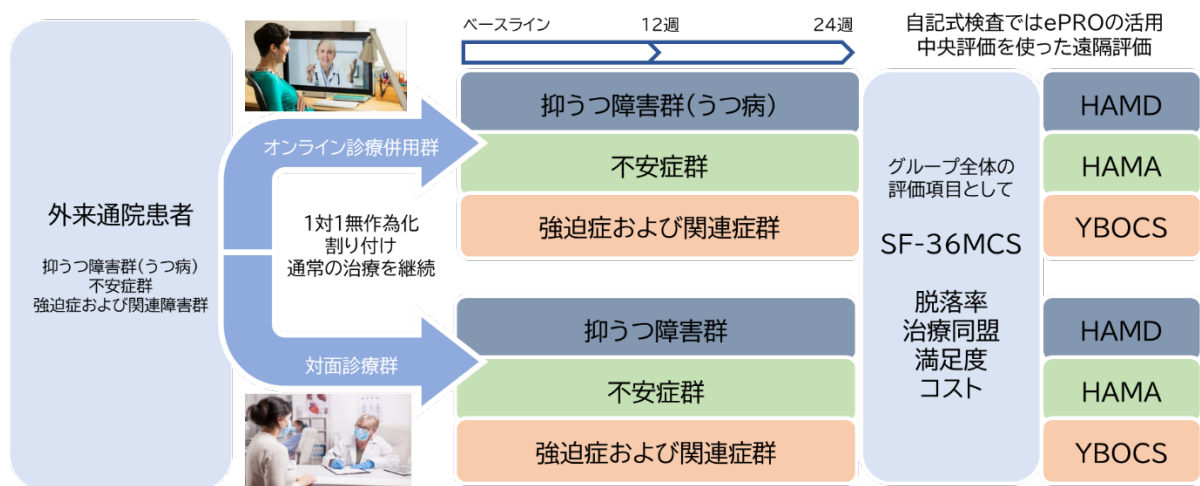 外来通院患者
抑うつ障害群(うつ病)
不安症群
強迫症および関連障害群
オンライン診療併用群
1対1無作為化
割り付け
通常の治療を継続
対面診療群
ベースライン 12週 24週
抑うつ障害群(うつ病)
不安症群
強迫症および関連症群
抑うつ障害群
不安症群
強迫症および関連症群
グループ全体の
評価項目として
SF-36MCS
脱落率
治療同盟
満足度
コスト
自記式検査ではePROの活用
中央評価を使った遠隔評価
HAMD
HAMA
YBOCS
HAMD
HAMA
YBOCS